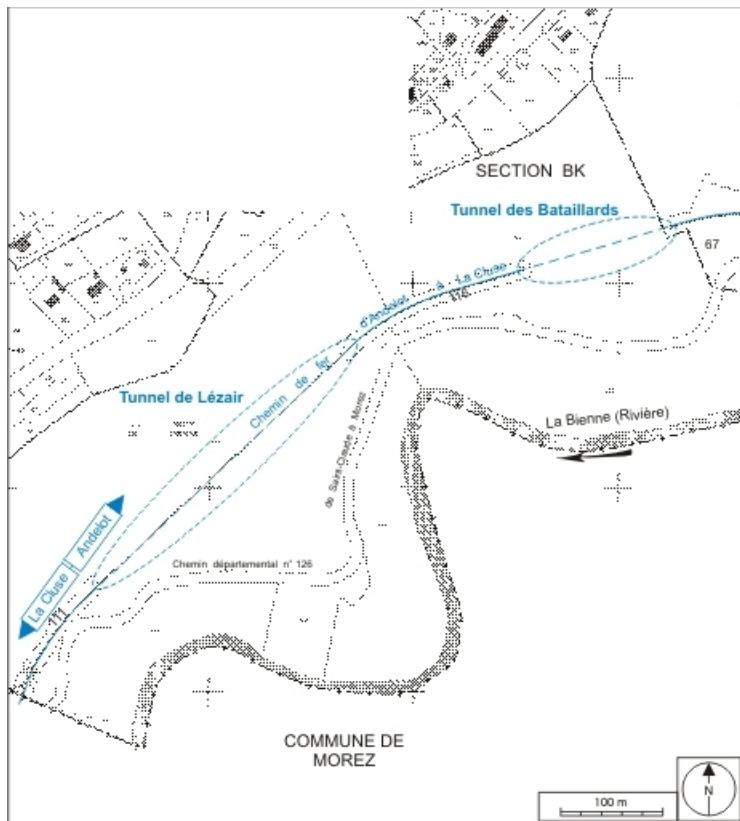 SECTION BK
Tunnel des Bataillards
67
Chemin de fer d'Andelot à La Cluse
176
Tunnel de Lézair
La Bienne (Rivière)
de Saint-Claude à Morez
Andelot
La Cluse
Chemin départemental n° 126
111
COMMUNE DE
MOREZ
100 m
N